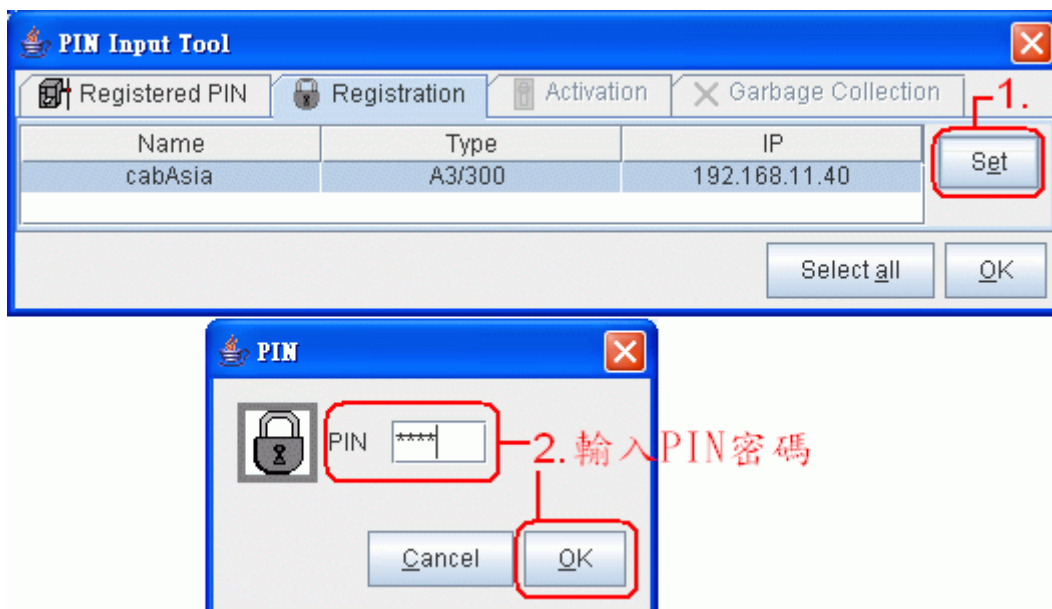 PIN Input Tool
Registered PIN Registration Activation Garbage Collection
1.
Name Type IP
Set
cabAsia A3/300 192.168.11.40
Select all OK
PIN
PIN ****
2.輸入PIN密碼
Cancel OK